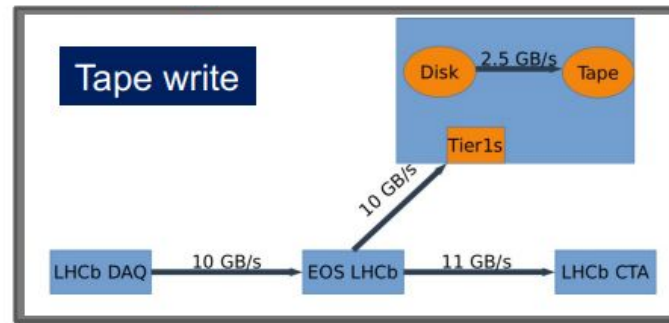 Tape write
2.5 GB/s
Disk
Tape
Tier1s
10 GB/s
LHCb DAQ
10 GB/s
EOS LHCb
11 GB/s
LHCb CTA